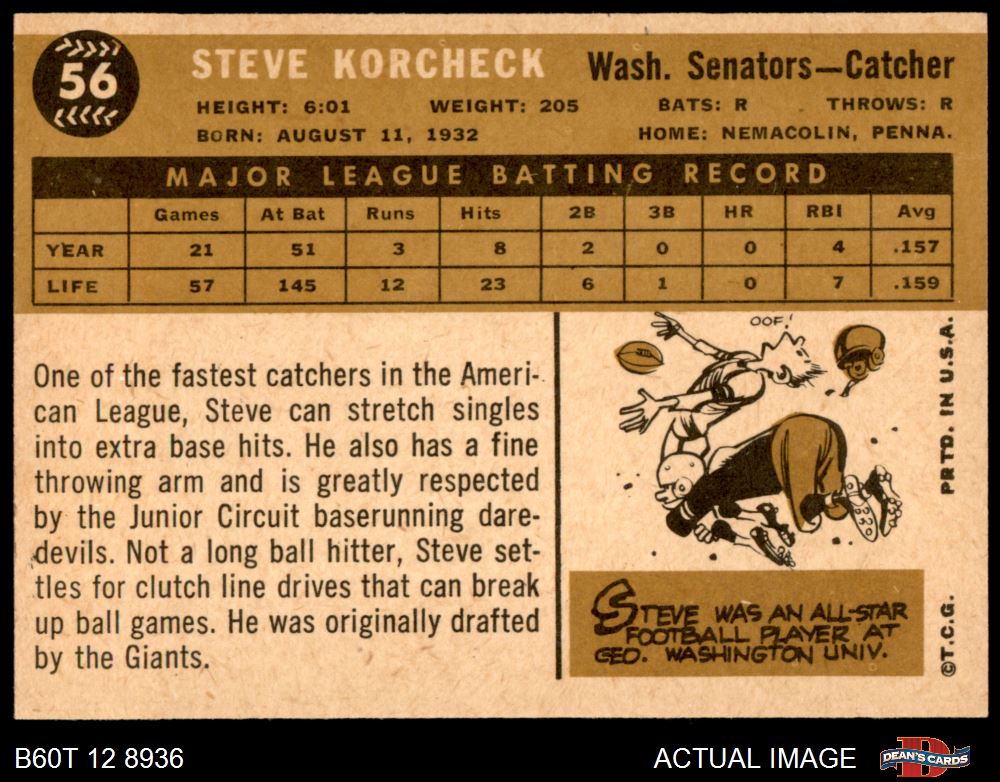 56
STEVE KORCHECK
Wash. Senators—Catcher
HEIGHT: 6:01 WEIGHT: 205 BATS: R THROWS: R
BORN: AUGUST 11, 1932 HOME: NEMACOLIN, PENNA.
MAJOR LEAGUE BATTING RECORD
Games At Bat Runs Hits 2B 3B HR RBI Avg
YEAR 21 51 3 8 2 0 0 4 .157
LIFE 57 145 12 23 6 1 0 7 .159
One of the fastest catchers in the Ameri-
can League, Steve can stretch singles
into extra base hits. He also has a fine
throwing arm and is greatly respected
by the Junior Circuit baserunning dare-
devils. Not a long ball hitter, Steve set-
tles for clutch line drives that can break
up ball games. He was originally drafted
by the Giants.
OOF!
STEVE WAS AN ALL-STAR
FOOTBALL PLAYER AT
GEO. WASHINGTON UNIV.
PRTD. IN U.S.A.
©T.C.G.
B60T 12 8936
ACTUAL IMAGE
DEAN'S CARDS